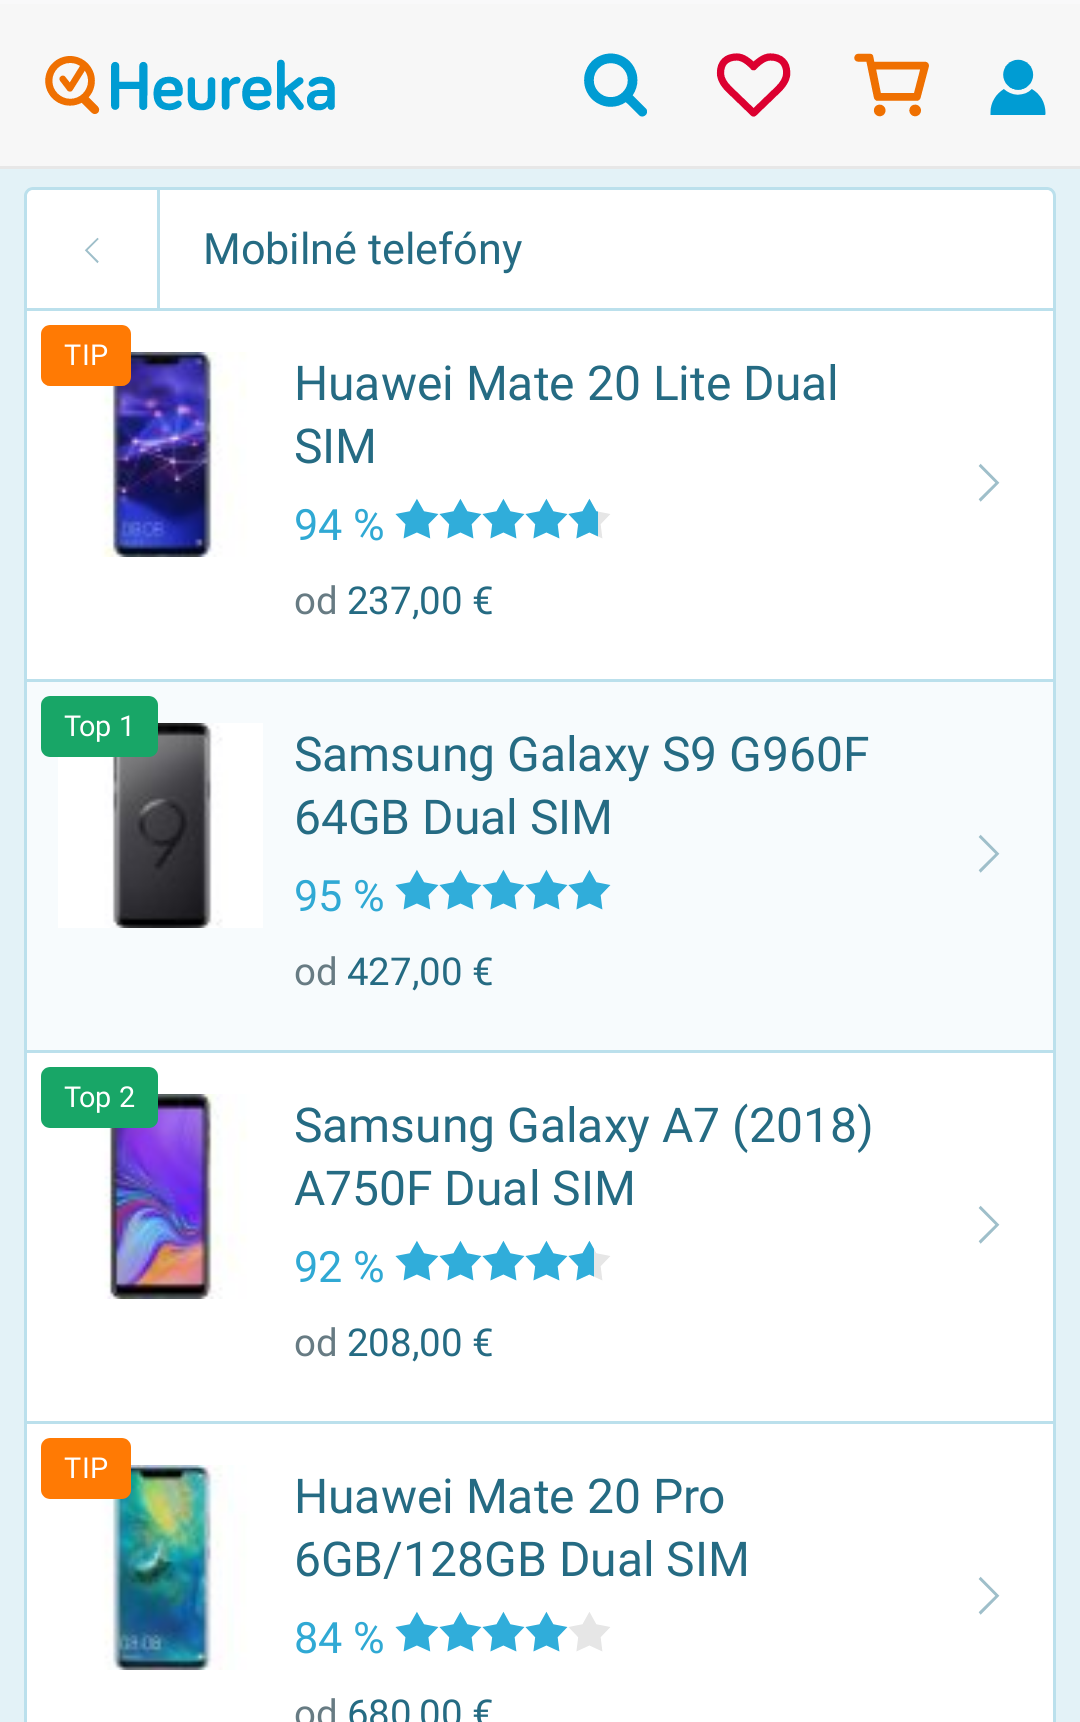 Heureka
Mobilné telefóny
TIP
Huawei Mate 20 Lite Dual
SIM
94 %
od 237,00 €
Top 1
Samsung Galaxy S9 G960F
64GB Dual SIM
95 %
od 427,00 €
Top 2
Samsung Galaxy A7 (2018)
A750F Dual SIM
92 %
od 208,00 €
TIP
Huawei Mate 20 Pro
6GB/128GB Dual SIM
84 %
od 680,00 €